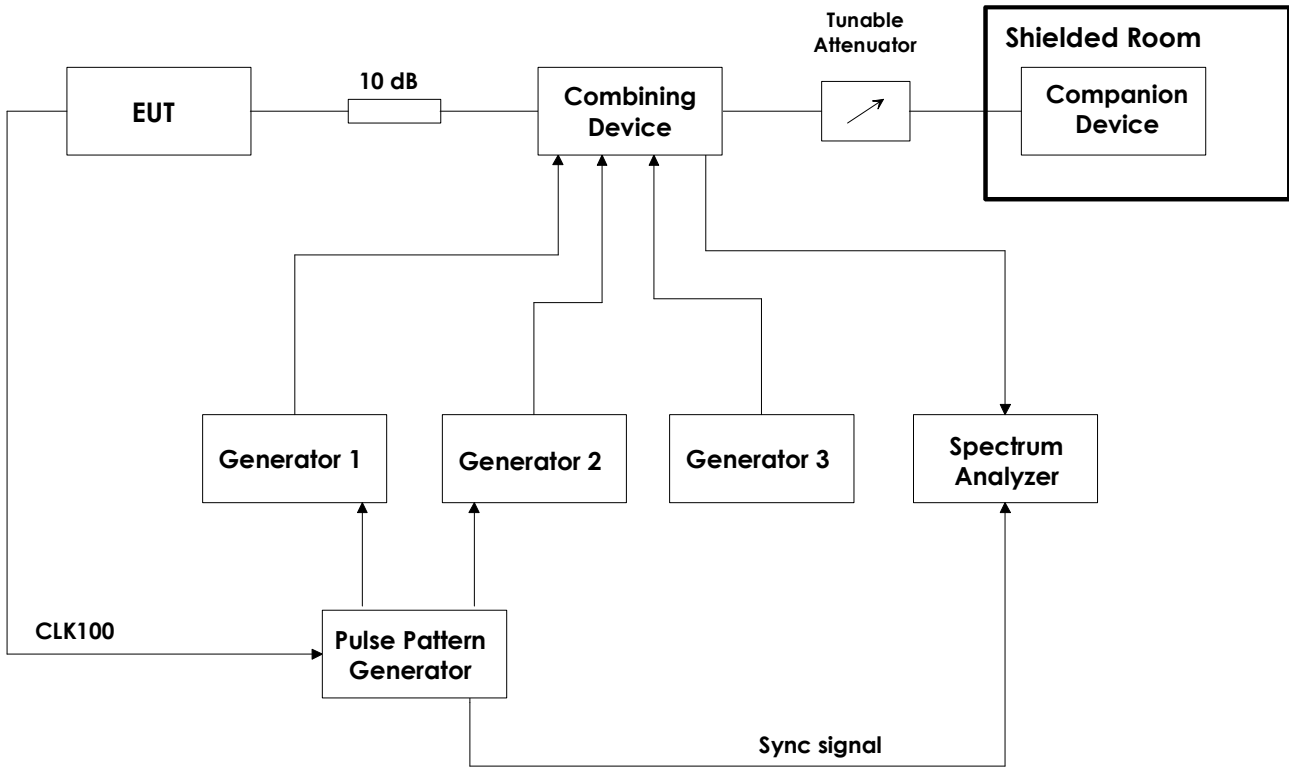 Tunable
Attenuator
Shielded Room
10 dB
EUT
Combining
Device
Companion
Device
Generator 1
Generator 2
Generator 3
Spectrum
Analyzer
CLK100
Pulse Pattern
Generator
Sync signal